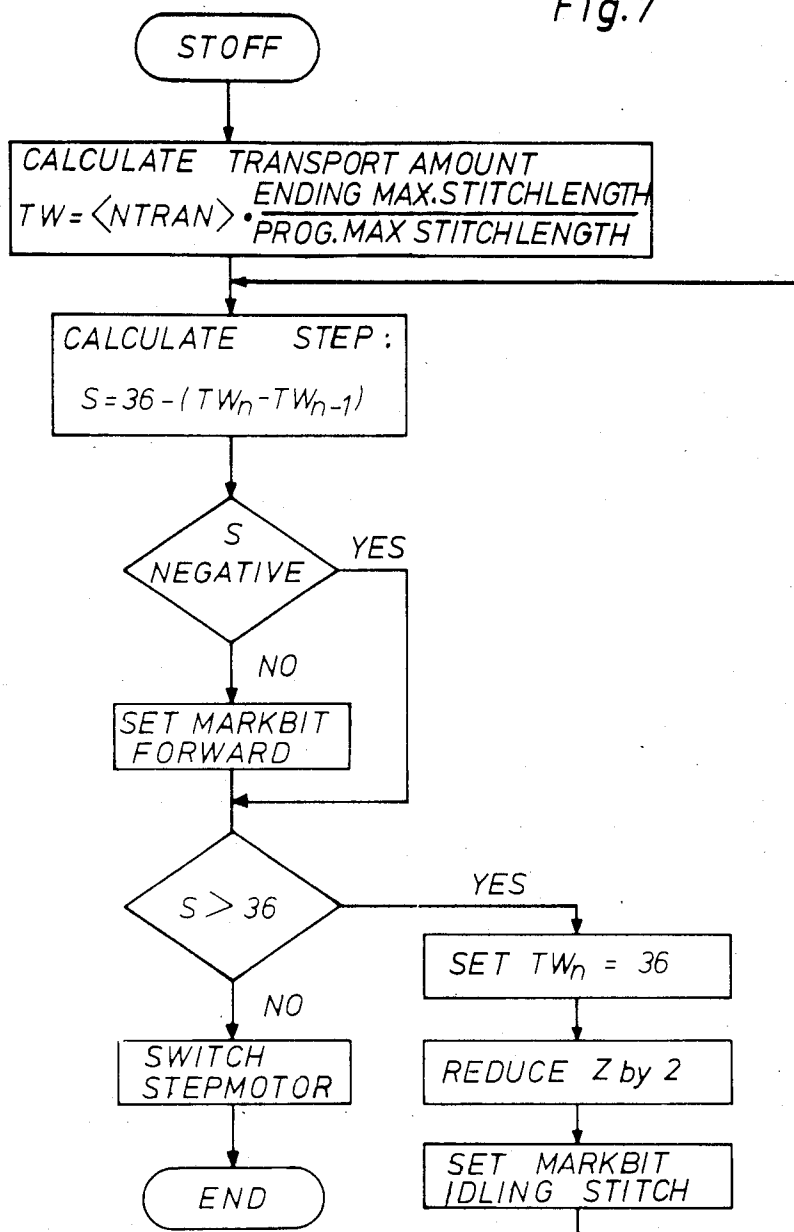 Fig. 7
STOFF
CALCULATE TRANSPORT AMOUNT
TW = <NTRAN> • ENDING MAX. STITCHLENGTH
PROG. MAX STITCHLENGTH
CALCULATE STEP:
S = 36 - (TWn - TWn-1)
S
NEGATIVE
YES
NO
SET MARKBIT
FORWARD
S > 36
YES
NO
SET TWn = 36
SWITCH
STEPMOTOR
REDUCE Z by 2
SET MARKBIT
IDLING STITCH
END